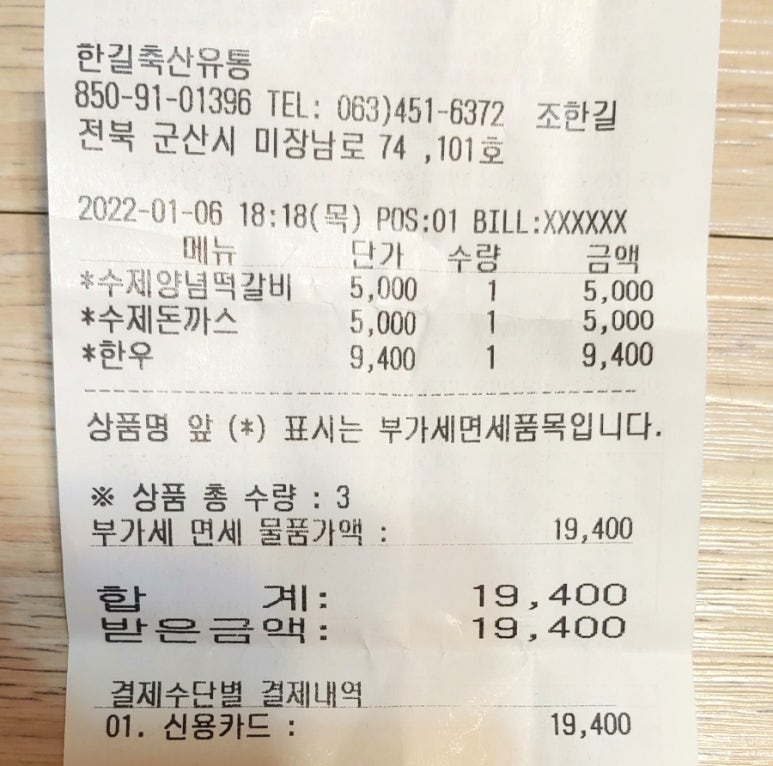 한길축산유통
850-91-01396 TEL: 063)451-6372 조한길
전북 군산시 미장남로 74 ,101호
2022-01-06 18:18(목) POS:01 BILL:XXXXXX
메뉴 단가 수량 금액
*수제양념떡갈비 5,000 1 5,000
*수제돈까스 5,000 1 5,000
*한우 9,400 1 9,400
상품명 앞 (*) 표시는 부가세면세품목입니다.
※ 상품 총 수량 : 3
부가세 면세 물품가액 : 19,400
합 계: 19,400
받은금액: 19,400
결제수단별 결제내역
01. 신용카드 : 19,400